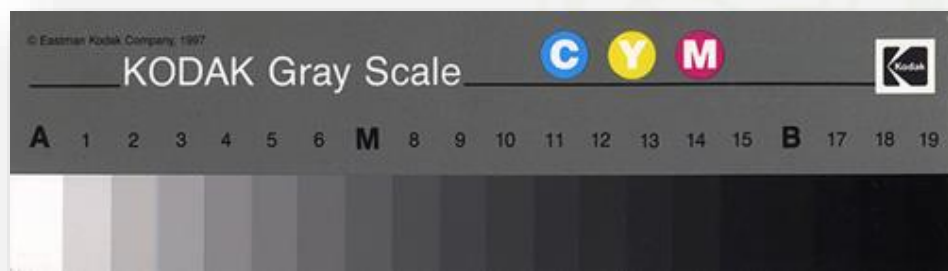 © Eastman Kodak Company, 1997
KODAK Gray Scale
C Y M
Kodak
A 1 2 3 4 5 6 M 8 9 10 11 12 13 14 15 B 17 18 19